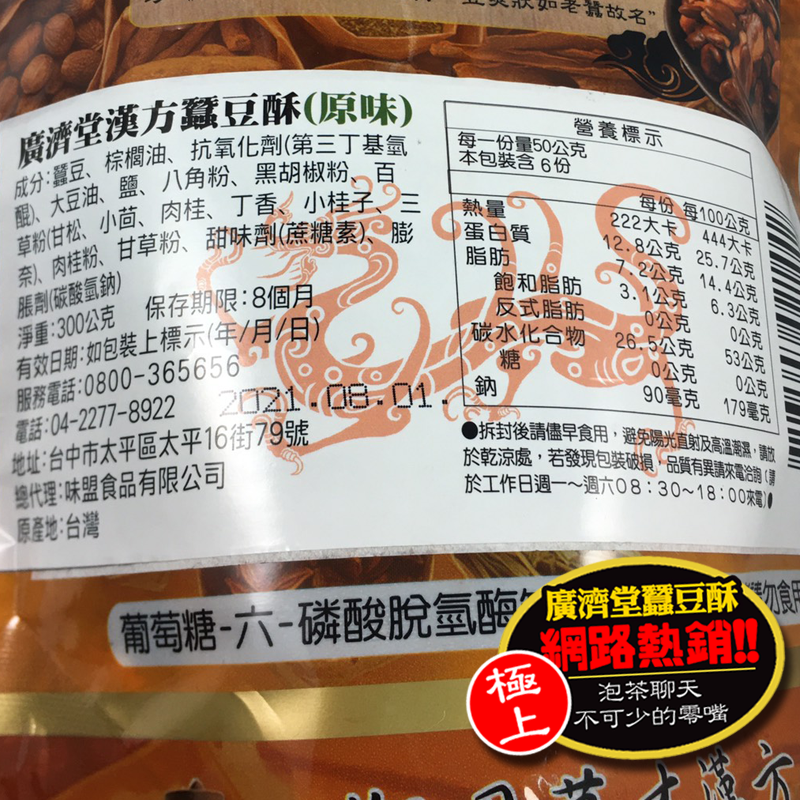 豆莢狀如老蠶故名"
廣濟堂漢方蠶豆酥(原味)
成分:蠶豆、棕櫚油、抗氧化劑(第三丁基氫
醌)、大豆油、鹽、八角粉、黑胡椒粉、百
草粉(甘松、小茴、肉桂、丁香、小桂子、三
奈)、肉桂粉、甘草粉、甜味劑(蔗糖素)、膨
脹劑(碳酸氫鈉)
保存期限:8個月
淨重:300公克
有效日期:如包裝上標示(年/月/日)
服務電話:0800-365656
2021.08.01.
電話:04-2277-8922
地址:台中市太平區太平16街79號
總代理:味盟食品有限公司
原產地:台灣
營養標示
每一份量50公克
本包裝含6份
每份 每100公克
熱量 222大卡 444大卡
蛋白質 12.8公克 25.7公克
脂肪 7.2公克 14.4公克
飽和脂肪 3.1公克 6.3公克
反式脂肪 0公克 0公克
碳水化合物 26.5公克 53公克
糖 0公克 0公克
鈉 90毫克 179毫克
●拆封後請儘早食用,避免陽光直射及高溫潮濕,請放
於乾涼處,若發現包裝破損,品質有異請來電洽詢(請
於工作日週一~週六08:30~18:00來電)●
葡萄糖-六-磷酸脫氫酶
勿食用
廣濟堂蠶豆酥
網路熱銷!!
極上
泡茶聊天
不可少的零嘴
漢方